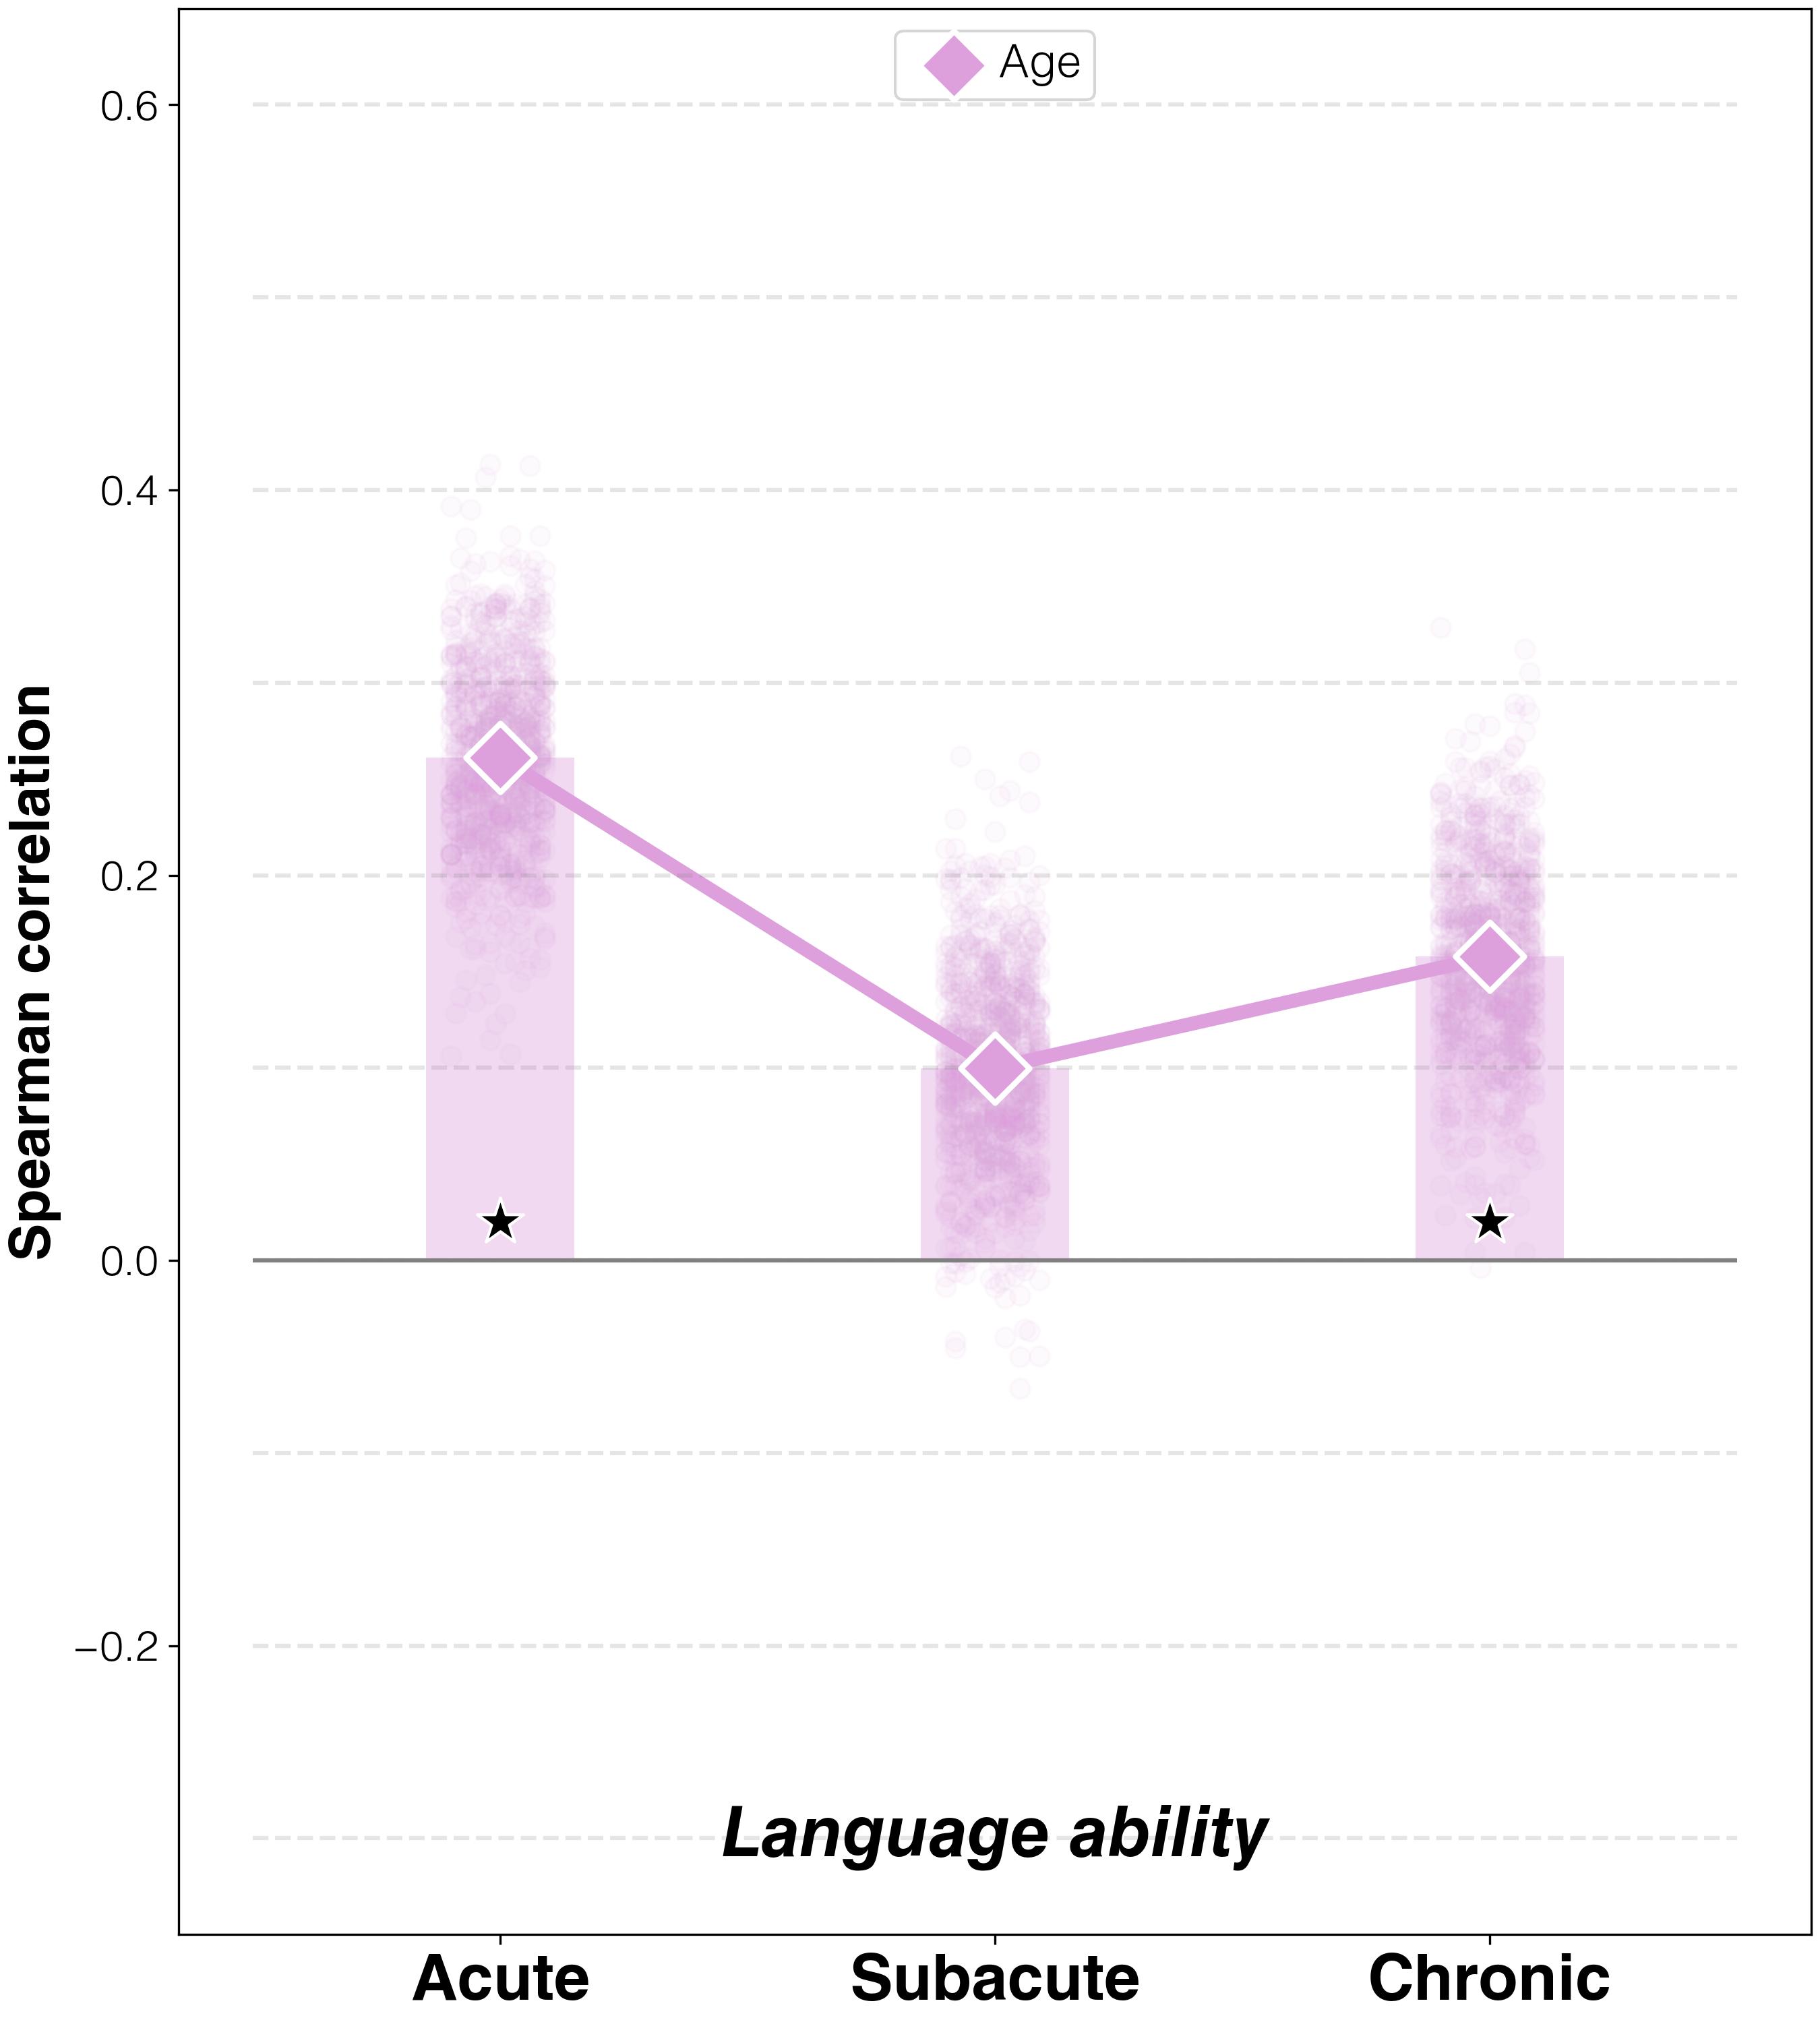 Age
0.6
0.4
0.2
0.0
−0.2
Spearman correlation
Language ability
Acute Subacute Chronic